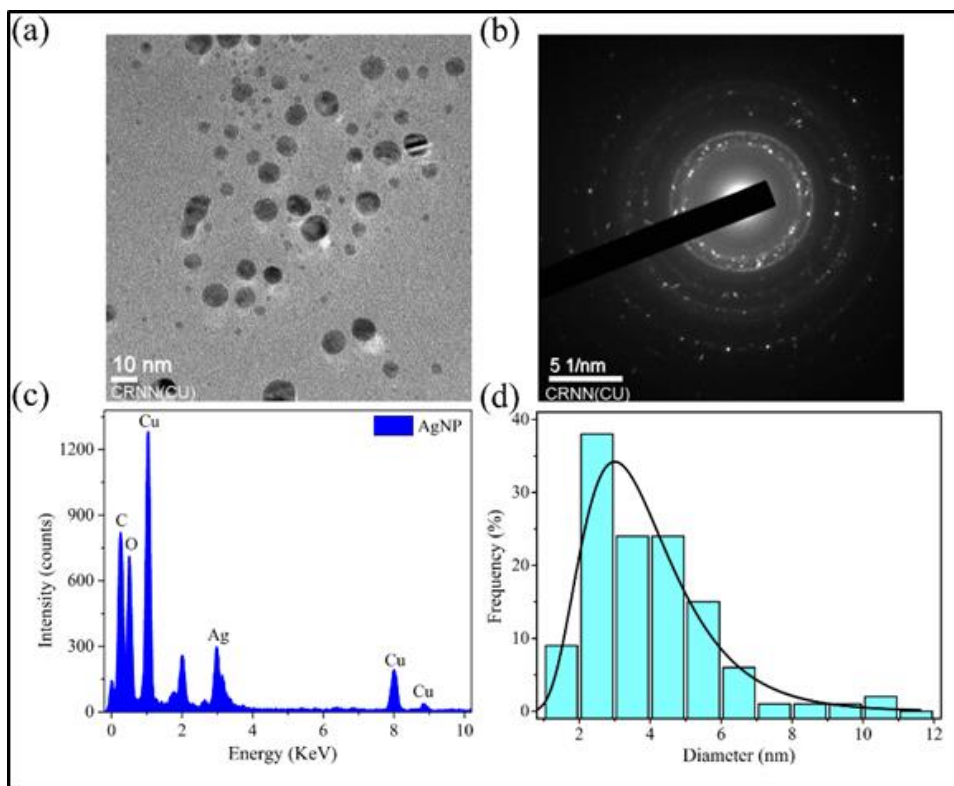 (a)
10 nm
CRNN(CU)
(b)
5 1/nm
CRNN(CU)
(c)
AgNP
Cu
C
O
Ag
Cu
Cu
1200
900
600
300
0
Intensity (counts)
0 2 4 6 8 10
Energy (KeV)
(d)
40
30
20
10
0
Frequency (%)
2 4 6 8 10 12
Diameter (nm)